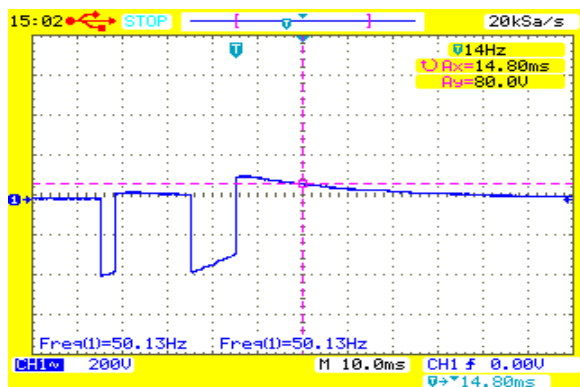 15:02 STOP 20kSa/s
T
T
T 14Hz
Ax=14.80ms
Ay=80.0V
1
Freq(1)=50.13Hz Freq(1)=50.13Hz
CH1~ 200V M 10.0ms CH1 0.00V
T→▼14.80ms